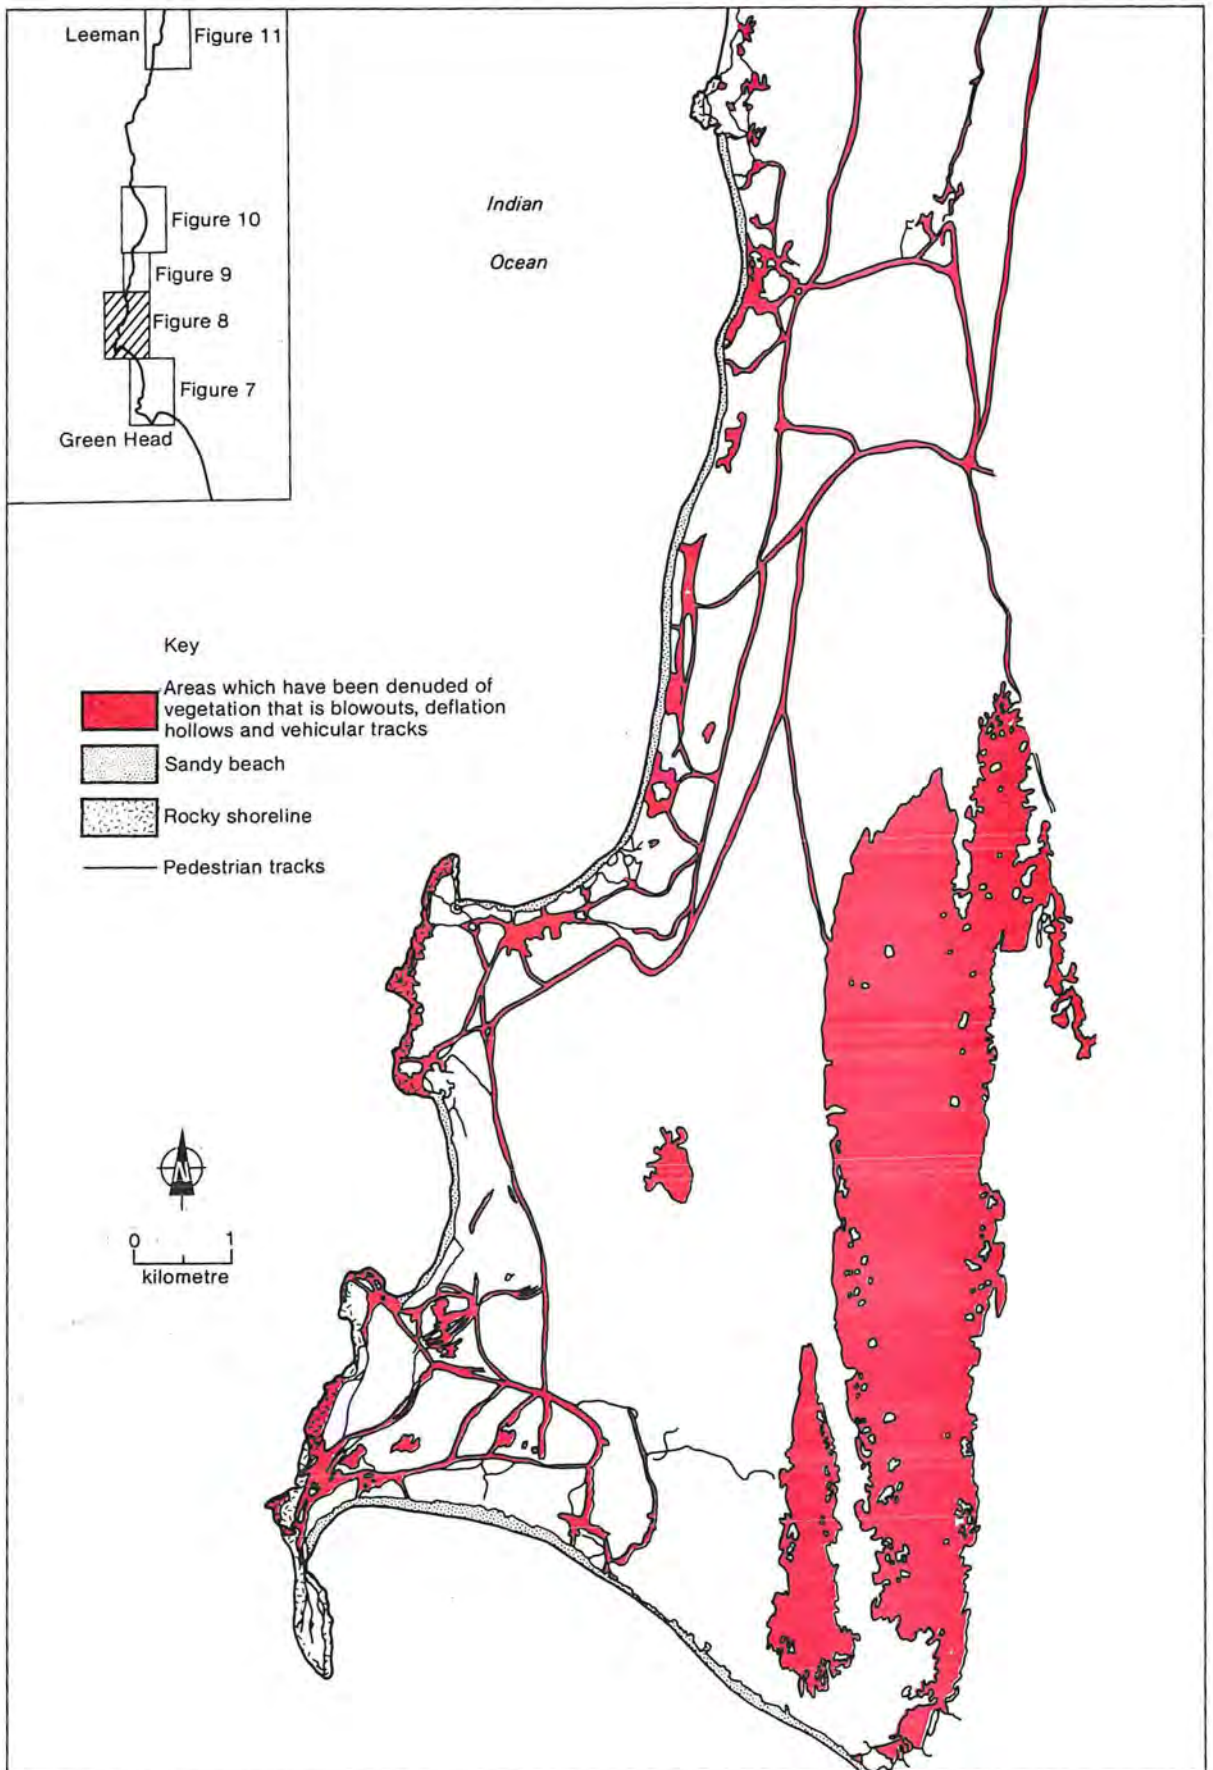 Leeman
Figure 11
Figure 10
Figure 9
Figure 8
Figure 7
Green Head
Indian
Ocean
Key
Areas which have been denuded of
vegetation that is blowouts, deflation
hollows and vehicular tracks
Sandy beach
Rocky shoreline
Pedestrian tracks
N
0 1
kilometre